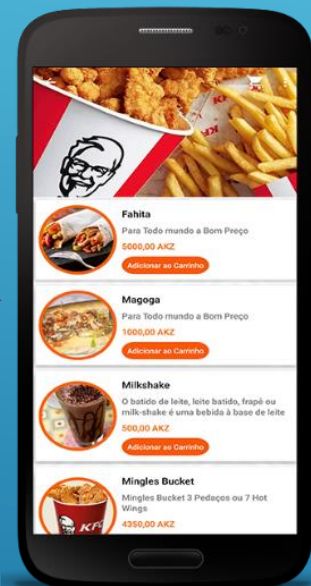 KFC
Fahita
Para Todo mundo a Bom Preço
5000,00 AKZ
Adicionar ao Carrinho
Magoga
Para Todo mundo a Bom Preço
1000,00 AKZ
Adicionar ao Carrinho
Milkshake
O batido de leite, leite batido, frapê ou
milk-shake é uma bebida à base de leite
500,00 AKZ
Adicionar ao Carrinho
Mingles Bucket
Mingles Bucket 3 Pedaços ou 7 Hot
Wings
4350,00 AKZ
KFC